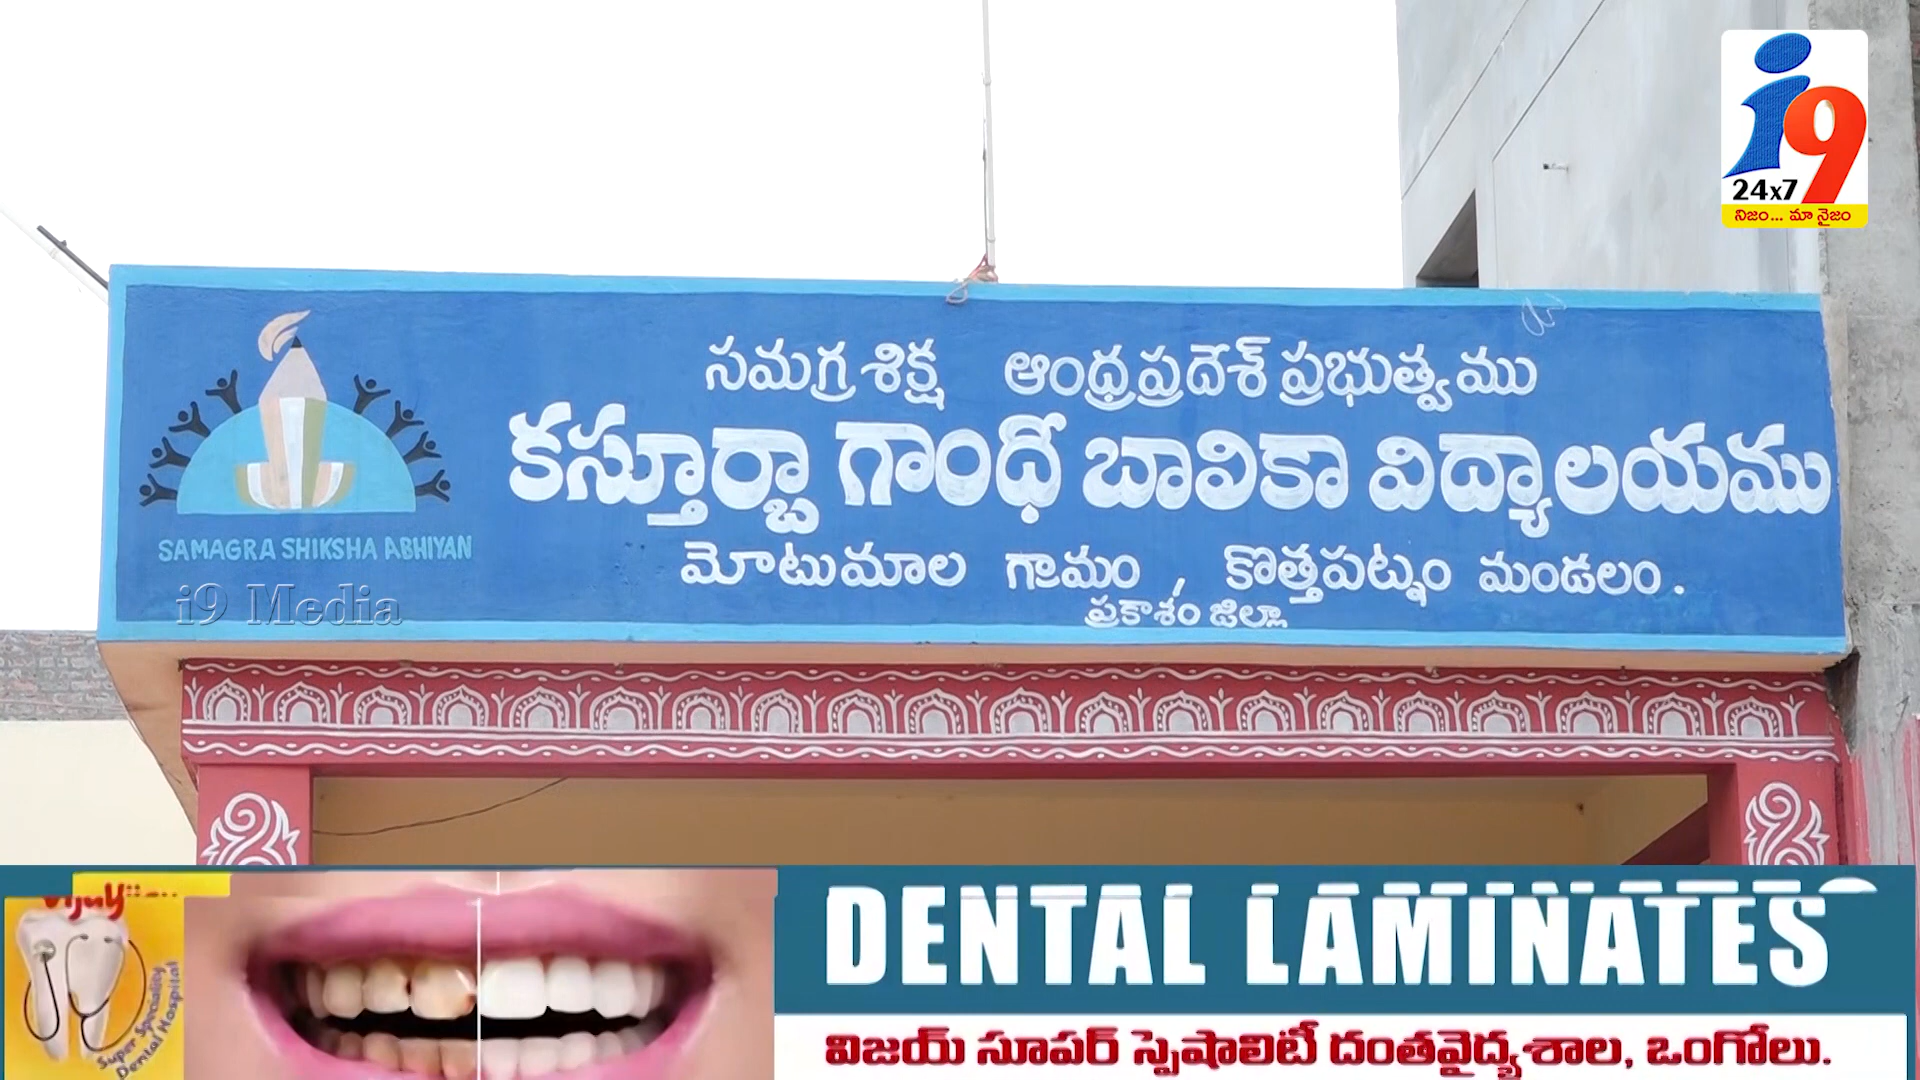 24x7
నిజం... మా నైజం
సమగ్ర శిక్ష ఆంధ్రప్రదేశ్ ప్రభుత్వము
కస్తూర్బా గాంధీ బావికా విద్యాలయము
SAMAGRA SHIKSHA ABHIYAN
మోటుమాల గ్రామం, కొత్తపట్నం మండలం.
i9 Media
ప్రకాశం జిల్లా
DENTAL LAMINATES
Super Speciality
Dental Hospital
విజయ్ సూపర్ స్పెషాలిటీ దంతవైద్యశాల, ఒంగోలు.